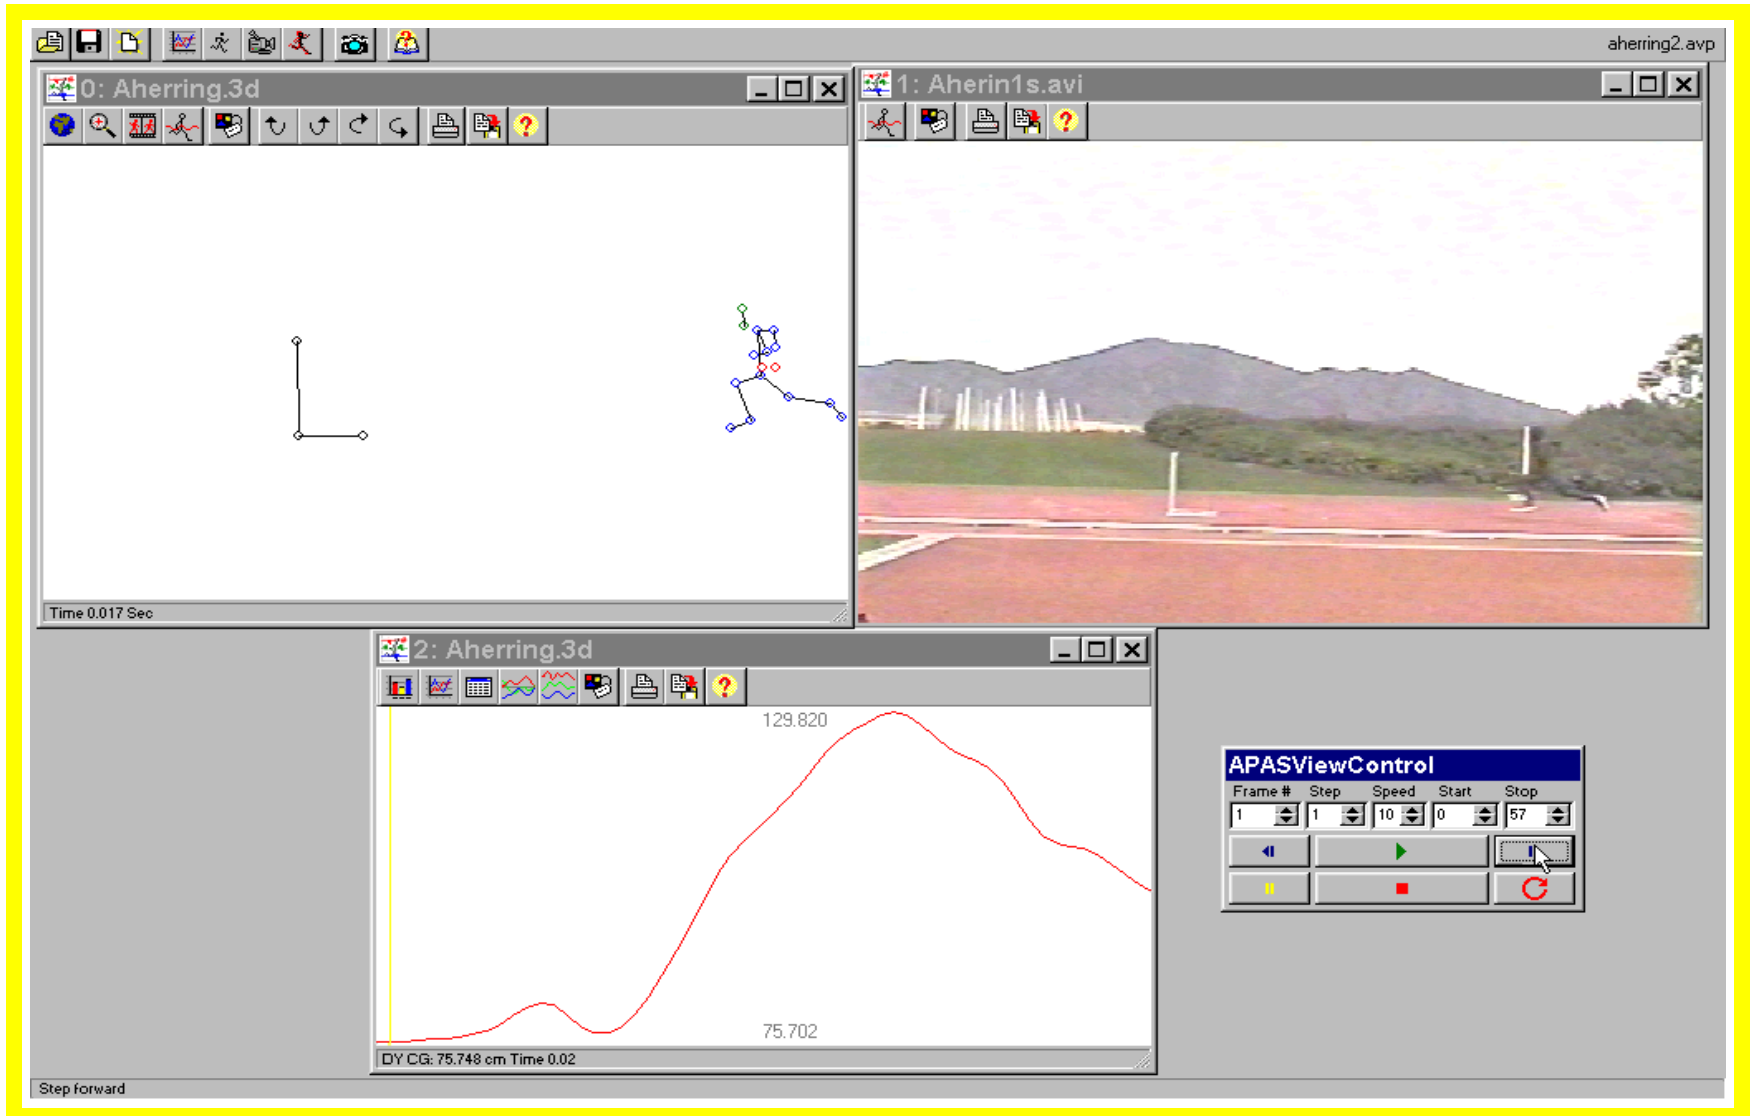 aherring2.avp
0: Aherring.3d
1: Aherin1s.avi
Time 0.017 Sec
2: Aherring.3d
129.820
75.702
DY CG: 75.748 cm Time 0.02
APASViewControl
Frame # Step Speed Start Stop
1 1 10 0 57
Step forward